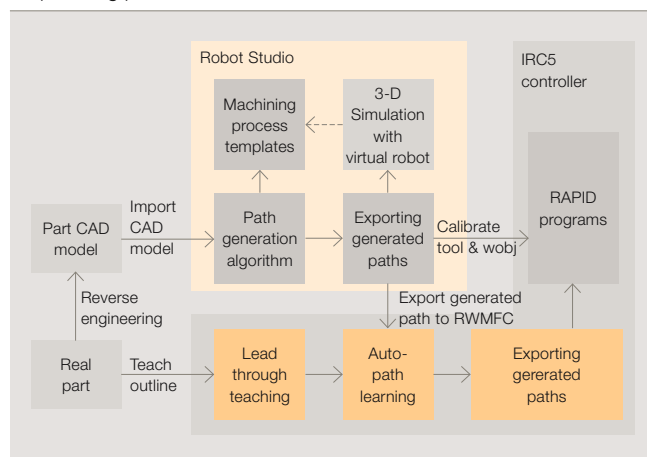 Robot Studio
IRC5
controller
Machining
process
templates
3-D
Simulation
with
virtual robot
RAPID
programs
Part CAD
model
Import
CAD
model
Path
generation
algorithm
Exporting
generated
paths
Calibrate
tool & wobj
Reverse
engineering
Export generated
path to RWMFC
Real
part
Teach
outline
Lead
through
teaching
Auto-
path
learning
Exporting
gererated
paths